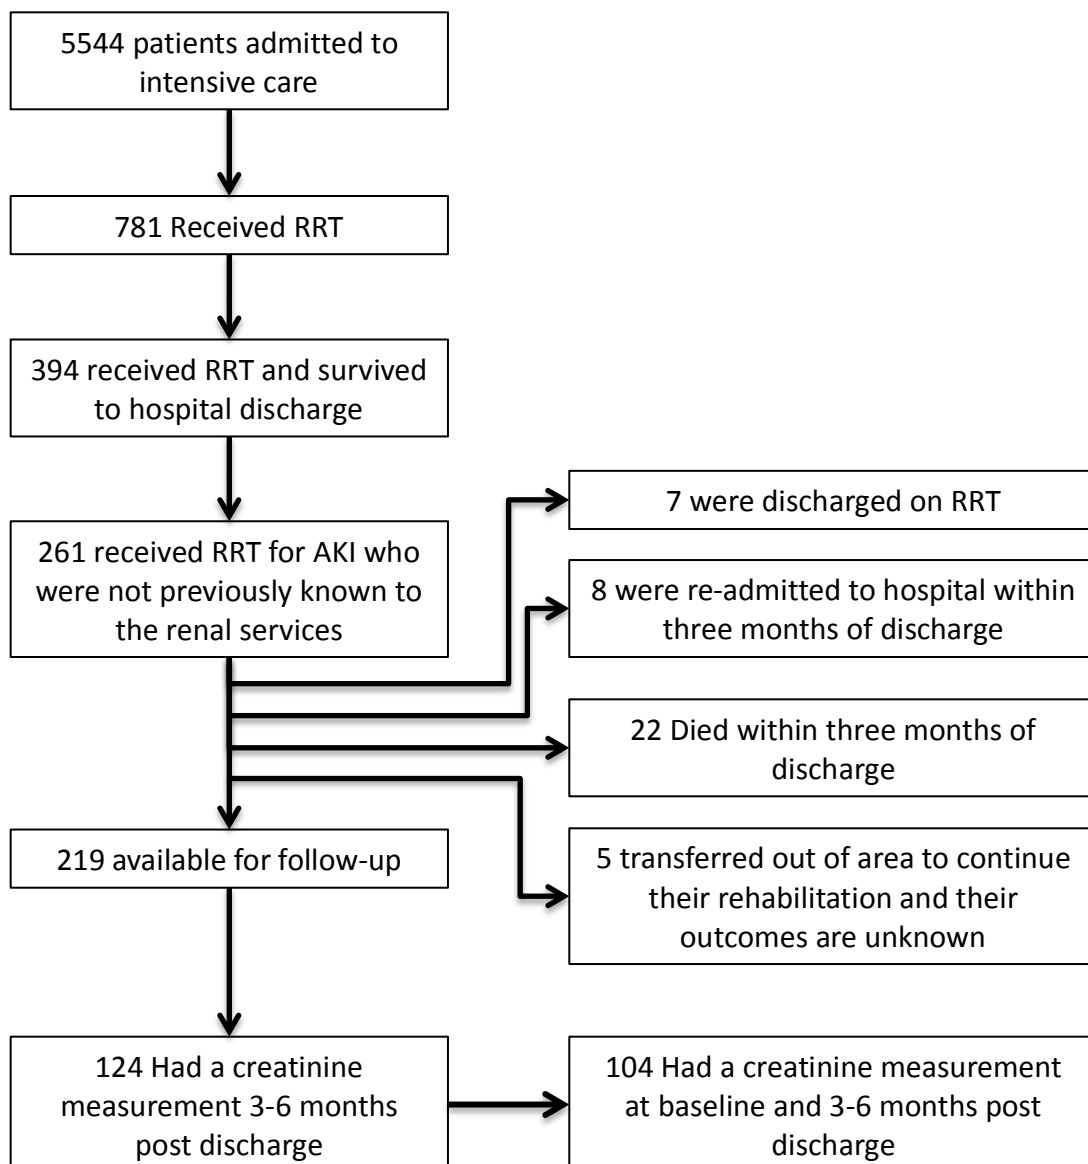 5544 patients admitted to
intensive care
781 Received RRT
394 received RRT and survived
to hospital discharge
261 received RRT for AKI who
were not previously known to
the renal services
7 were discharged on RRT
8 were re-admitted to hospital within
three months of discharge
22 Died within three months of
discharge
5 transferred out of area to continue
their rehabilitation and their
outcomes are unknown
219 available for follow-up
124 Had a creatinine
measurement 3-6 months
post discharge
104 Had a creatinine measurement
at baseline and 3-6 months post
discharge